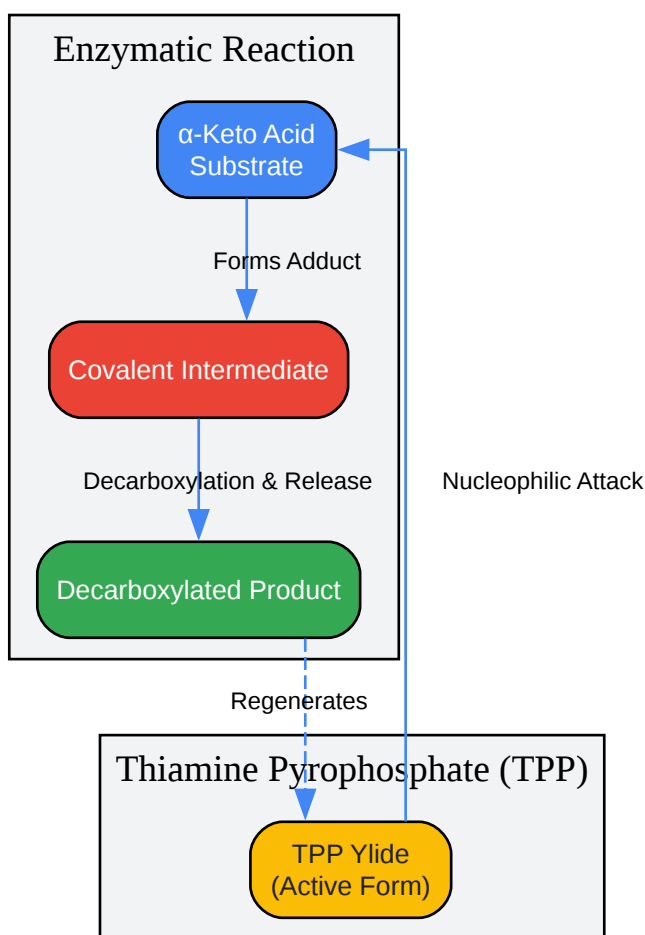 Enzymatic Reaction
α-Keto Acid
Substrate
Forms Adduct
Covalent Intermediate
Decarboxylation & Release
Nucleophilic Attack
Decarboxylated Product
Regenerates
Thiamine Pyrophosphate (TPP)
TPP Ylide
(Active Form)